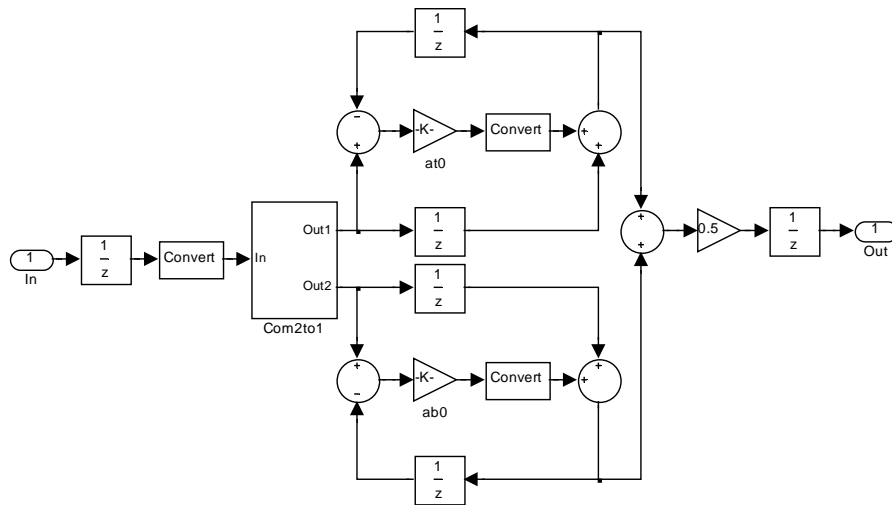 1
z
-K-
at0
Convert
1
In
1
z
Convert
In
Out1
Out2
Com2to1
1
z
1
z
0.5
1
z
1
Out
-K-
ab0
Convert
1
z